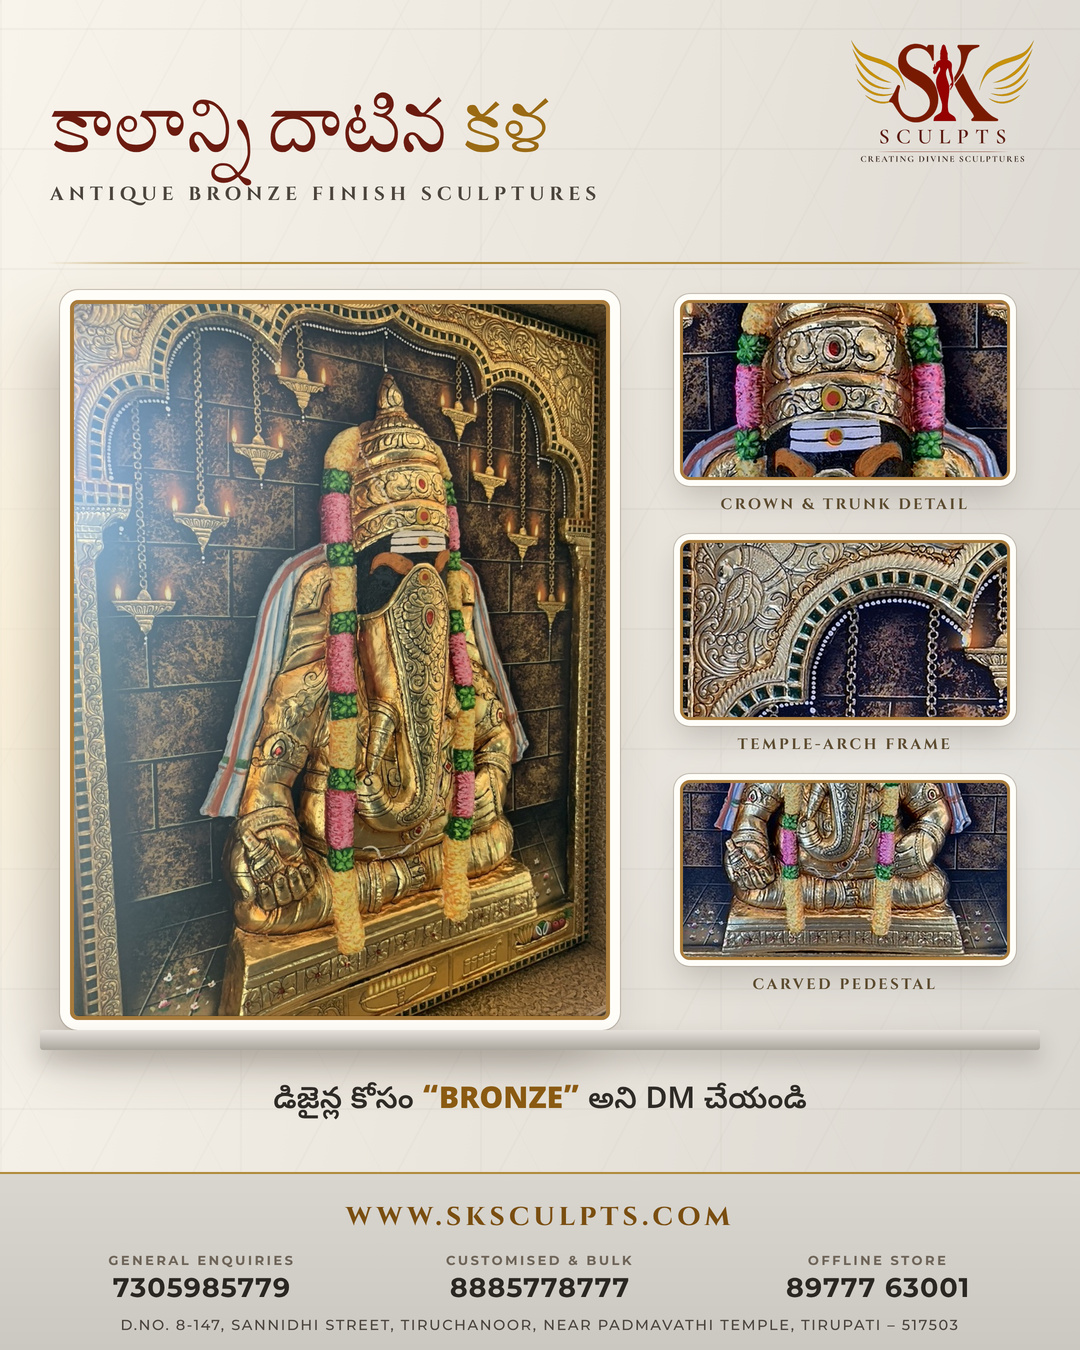 కాలాన్ని దాటిన కళ
ANTIQUE BRONZE FINISH SCULPTURES
SK
SCULPTS
CREATING DIVINE SCULPTURES
CROWN & TRUNK DETAIL
TEMPLE-ARCH FRAME
CARVED PEDESTAL
డిజైన్ల కోసం “BRONZE” అని DM చేయండి
WWW.SKSCULPTS.COM
GENERAL ENQUIRIES
7305985779
CUSTOMISED & BULK
8885778777
OFFLINE STORE
89777 63001
D.NO. 8-147, SANNIDHI STREET, TIRUCHANOOR, NEAR PADMAVATHI TEMPLE, TIRUPATI – 517503